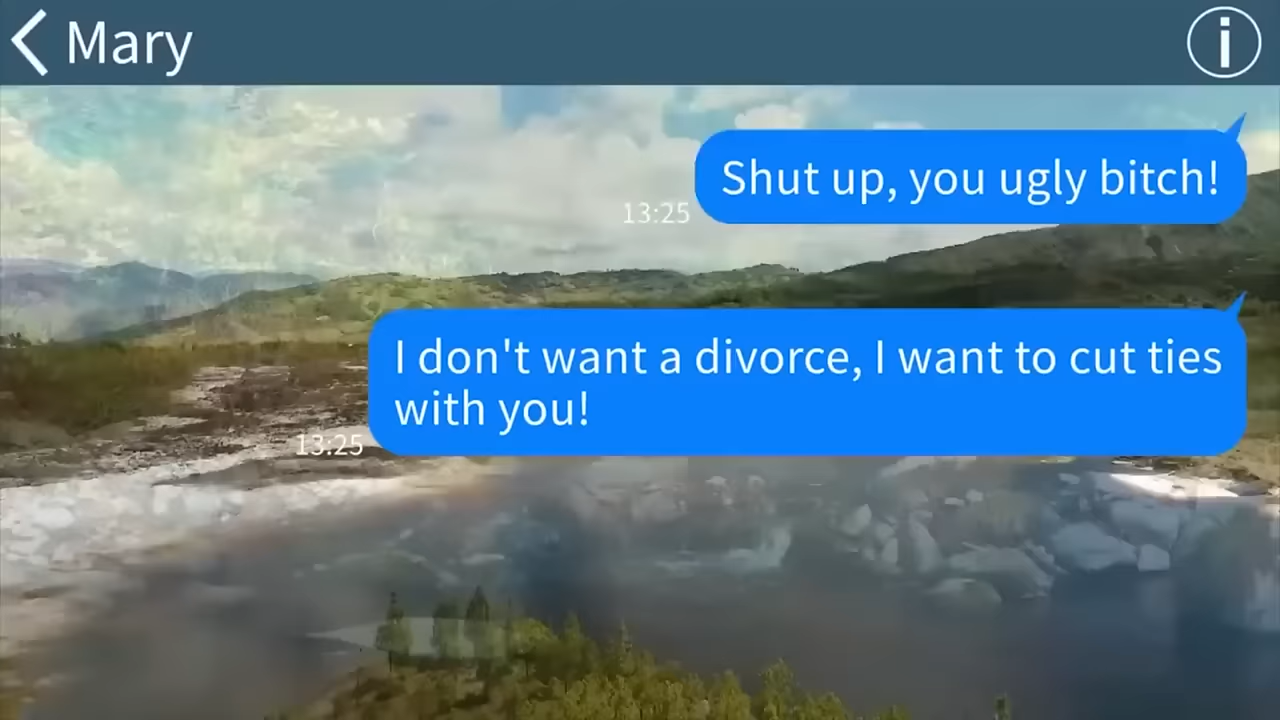 Mary
Shut up, you ugly bitch!
13:25
I don't want a divorce, I want to cut ties
with you!
13:25